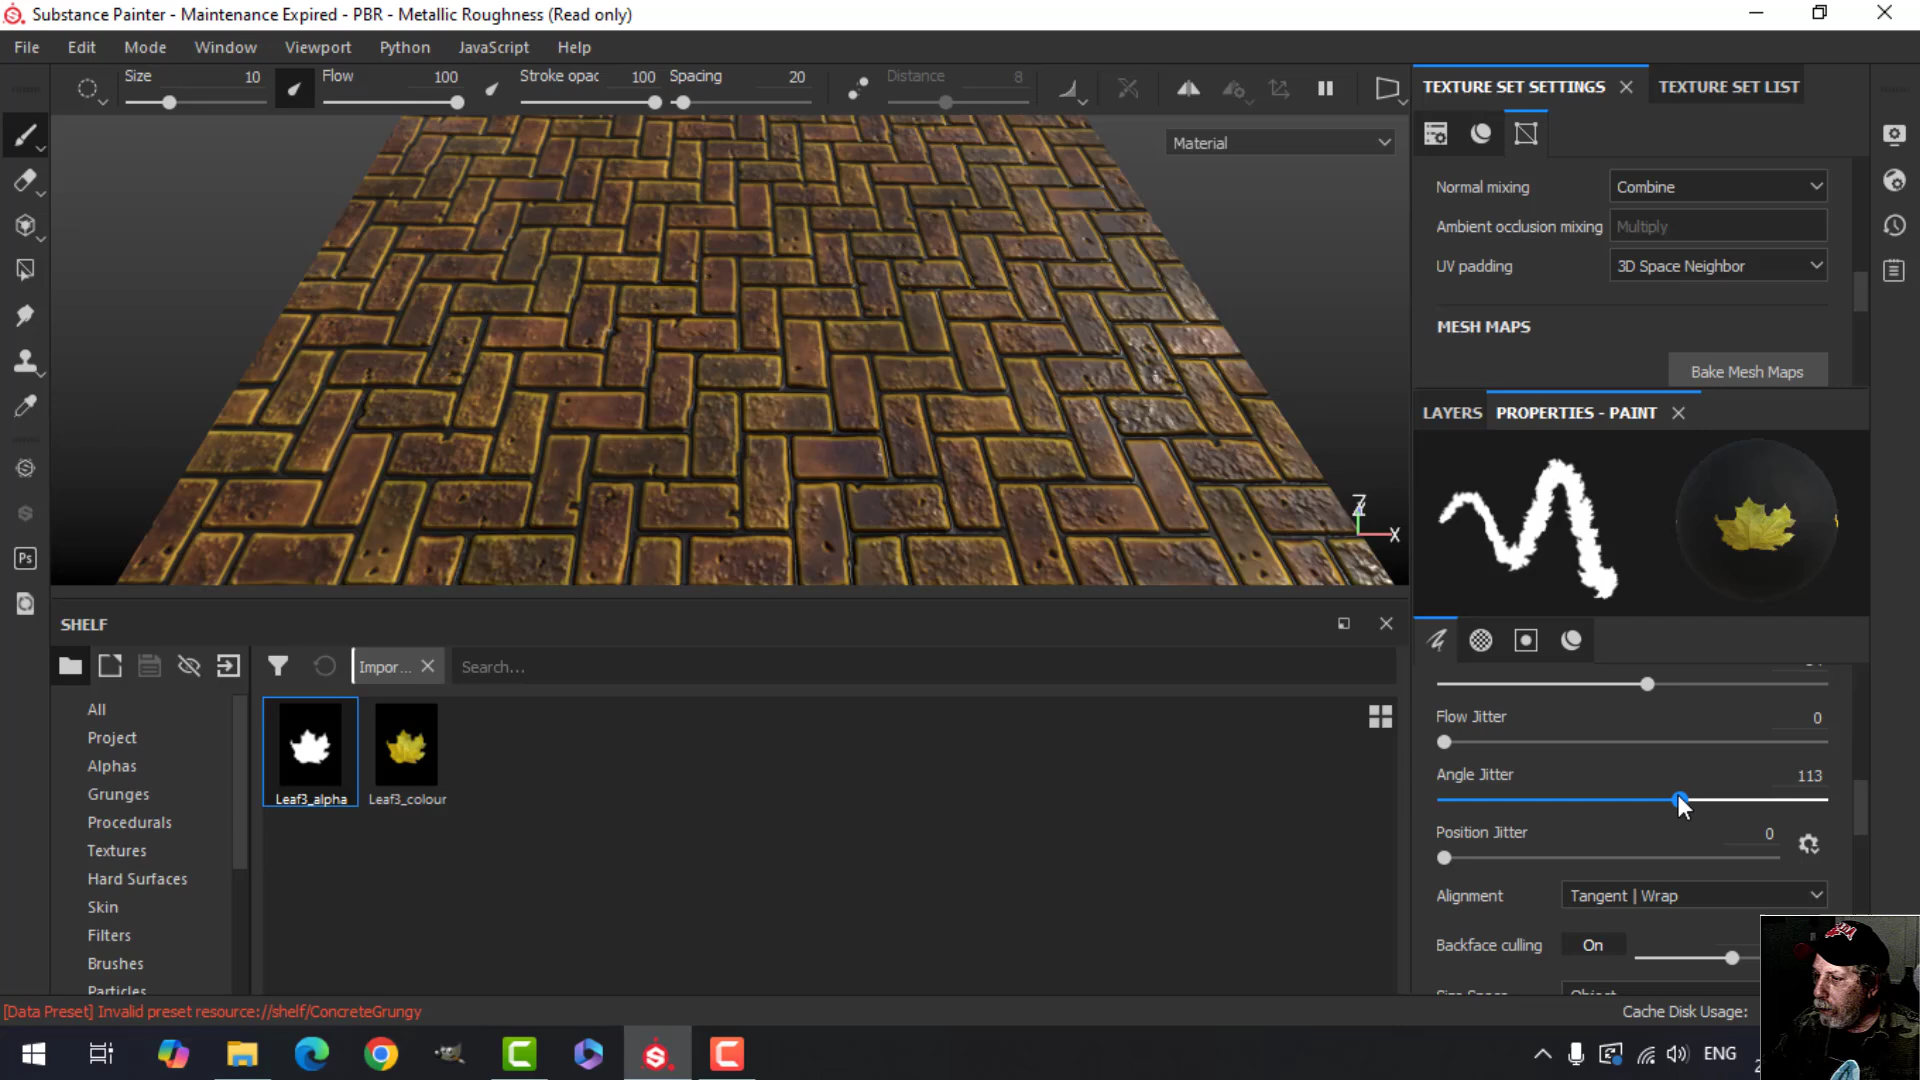 Substance Painter - Maintenance Expired - PBR - Metallic Roughness (Read only)
File Edit Mode Window Viewport Python JavaScript Help
Size 10 Flow 100 Stroke opac 100 Spacing 20 Distance 8
TEXTURE SET SETTINGS TEXTURE SET LIST
Material
Normal mixing Combine
Ambient occlusion mixing Multiply
UV padding 3D Space Neighbor
MESH MAPS
Bake Mesh Maps
LAYERS PROPERTIES - PAINT
Z
X
Ps
SHELF
Impor... Search...
All
Project
Alphas
Grunges
Procedurals
Textures
Hard Surfaces
Skin
Filters
Brushes
Particles
Leaf3_alpha Leaf3_colour
Flow Jitter 0
Angle Jitter 113
Position Jitter 0
Alignment Tangent | Wrap
Backface culling On
Size Space Object
[Data Preset] Invalid preset resource://shelf/ConcreteGrungy
Cache Disk Usage:
ENG